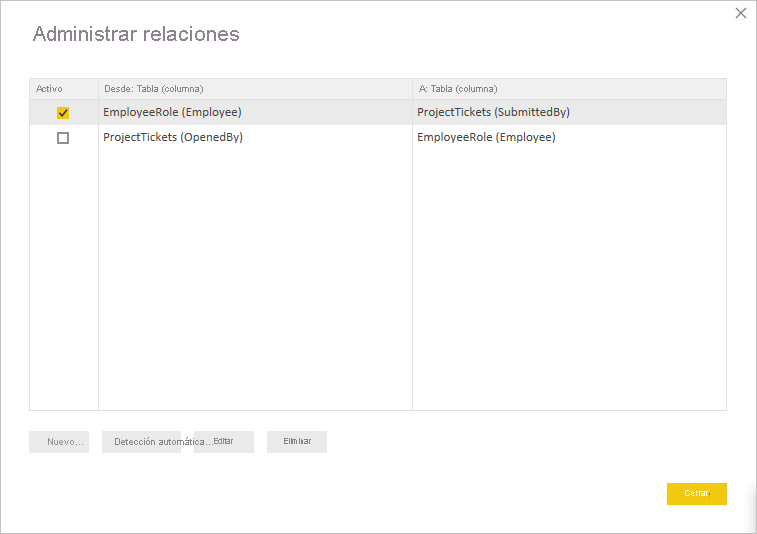 Administrar relaciones
Activo Desde: Tabla (columna) A: Tabla (columna)
EmployeeRole (Employee) ProjectTickets (SubmittedBy)
ProjectTickets (OpenedBy) EmployeeRole (Employee)
Nuevo... Detección automática... Editar Eliminar
Cerrar